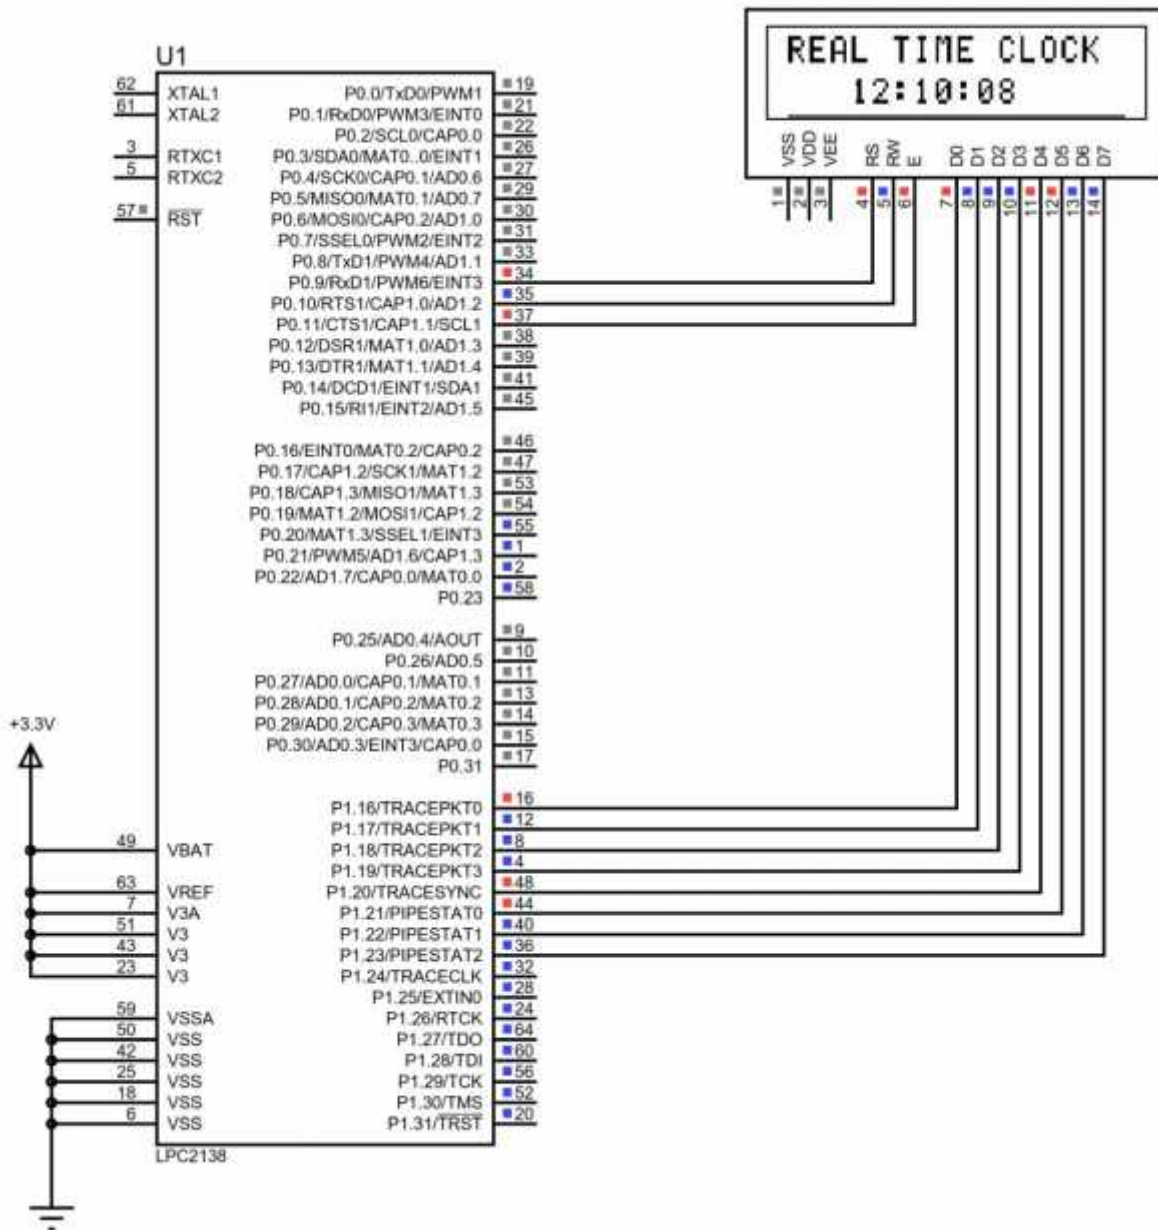 U1
62 XTAL1
61 XTAL2
3 RTXC1
5 RTXC2
57 RST
P0.0/TxD0/PWM1 19
P0.1/RxD0/PWM3/EINT0 21
P0.2/SCL0/CAP0.0 22
P0.3/SDA0/MAT0..0/EINT1 26
P0.4/SCK0/CAP0.1/AD0.6 27
P0.5/MISO0/MAT0.1/AD0.7 29
P0.6/MOSI0/CAP0.2/AD1.0 30
P0.7/SSEL0/PWM2/EINT2 31
P0.8/TxD1/PWM4/AD1.1 33
P0.9/RxD1/PWM6/EINT3 34
P0.10/RTS1/CAP1.0/AD1.2 35
P0.11/CTS1/CAP1.1/SCL1 37
P0.12/DSR1/MAT1.0/AD1.3 38
P0.13/DTR1/MAT1.1/AD1.4 39
P0.14/DCD1/EINT1/SDA1 41
P0.15/RI1/EINT2/AD1.5 45
P0.16/EINT0/MAT0.2/CAP0.2 46
P0.17/CAP1.2/SCK1/MAT1.2 47
P0.18/CAP1.3/MISO1/MAT1.3 53
P0.19/MAT1.2/MOSI1/CAP1.2 54
P0.20/MAT1.3/SSEL1/EINT3 55
P0.21/PWM5/AD1.6/CAP1.3 1
P0.22/AD1.7/CAP0.0/MAT0.0 2
P0.23 58
P0.25/AD0.4/AOUT 9
P0.26/AD0.5 10
P0.27/AD0.0/CAP0.1/MAT0.1 11
P0.28/AD0.1/CAP0.2/MAT0.2 13
P0.29/AD0.2/CAP0.3/MAT0.3 14
P0.30/AD0.3/EINT3/CAP0.0 15
P0.31 17
P1.16/TRACEPKT0 16
P1.17/TRACEPKT1 12
P1.18/TRACEPKT2 8
P1.19/TRACEPKT3 4
P1.20/TRACESYNC 48
P1.21/PIPESTAT0 44
P1.22/PIPESTAT1 40
P1.23/PIPESTAT2 36
P1.24/TRACECLK 32
P1.25/EXTIN0 28
P1.26/RTCK 24
P1.27/TDO 64
P1.28/TDI 60
P1.29/TCK 56
P1.30/TMS 52
P1.31/TRST 20
+3.3V
49 VBAT
63 VREF
7 V3A
51 V3
43 V3
23 V3
59 VSSA
50 VSS
42 VSS
25 VSS
18 VSS
6 VSS
LPC2138
REAL TIME CLOCK
12:10:08
VSS VDD VEE RS RW E D0 D1 D2 D3 D4 D5 D6 D7
1 2 3 4 5 6 7 8 9 10 11 12 13 14